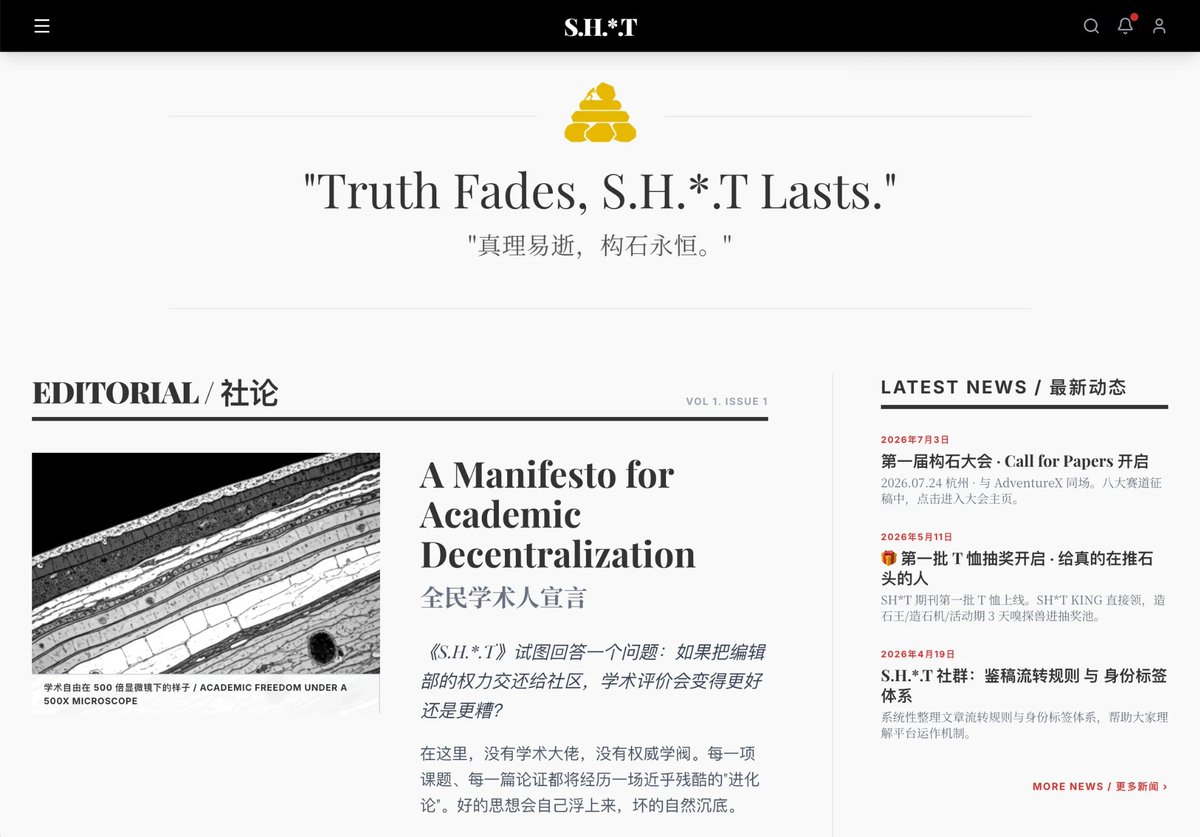 S.H.*.T
"Truth Fades, S.H.*.T Lasts."
"真理易逝，构石永恒。"
EDITORIAL / 社论
VOL 1. ISSUE 1
学术自由在 500 倍显微镜下的样子 / ACADEMIC FREEDOM UNDER A
500X MICROSCOPE
A Manifesto for
Academic
Decentralization
全民学术人宣言
《S.H.*.T》试图回答一个问题：如果把编辑
部的权力交还给社区，学术评价会变得更好
还是更糟？
在这里，没有学术大佬，没有权威学阀。每一项
课题、每一篇论证都将经历一场近乎残酷的"进化
论"。好的思想会自己浮上来，坏的自然沉底。
LATEST NEWS / 最新动态
2026年7月3日
第一届构石大会 · Call for Papers 开启
2026.07.24 杭州 · 与 AdventureX 同场。八大赛道征
稿中，点击进入大会主页。
2026年5月11日
🎁 第一批 T 恤抽奖开启 · 给真的在推石
头的人
SH*T 期刊第一批 T 恤上线。SH*T KING 直接领，造
石王/造石机/活动期 3 天嗅探兽进抽奖池。
2026年4月19日
S.H.*.T 社群：鉴稿流转规则 与 身份标签
体系
系统性整理文章流转规则与身份标签体系，帮助大家理
解平台运作机制。
MORE NEWS / 更多新闻 ›